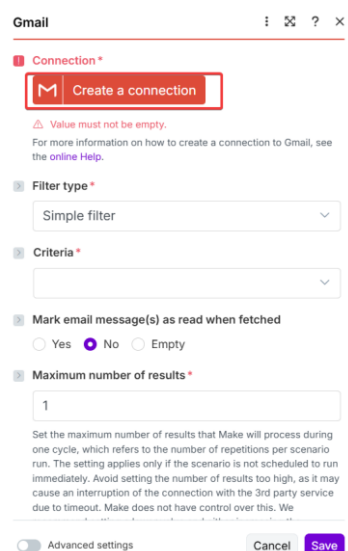 Gmail
Connection *
Create a connection
Value must not be empty.
For more information on how to create a connection to Gmail, see
the online Help.
Filter type *
Simple filter
Criteria *
Mark email message(s) as read when fetched
Yes No Empty
Maximum number of results *
1
Set the maximum number of results that Make will process during
one cycle, which refers to the number of repetitions per scenario
run. The setting applies only if the scenario is not scheduled to run
immediately. Avoid setting the number of results too high, as it may
cause an interruption of the connection with the 3rd party service
due to timeout. Make does not have control over this. We
Advanced settings
Cancel Save